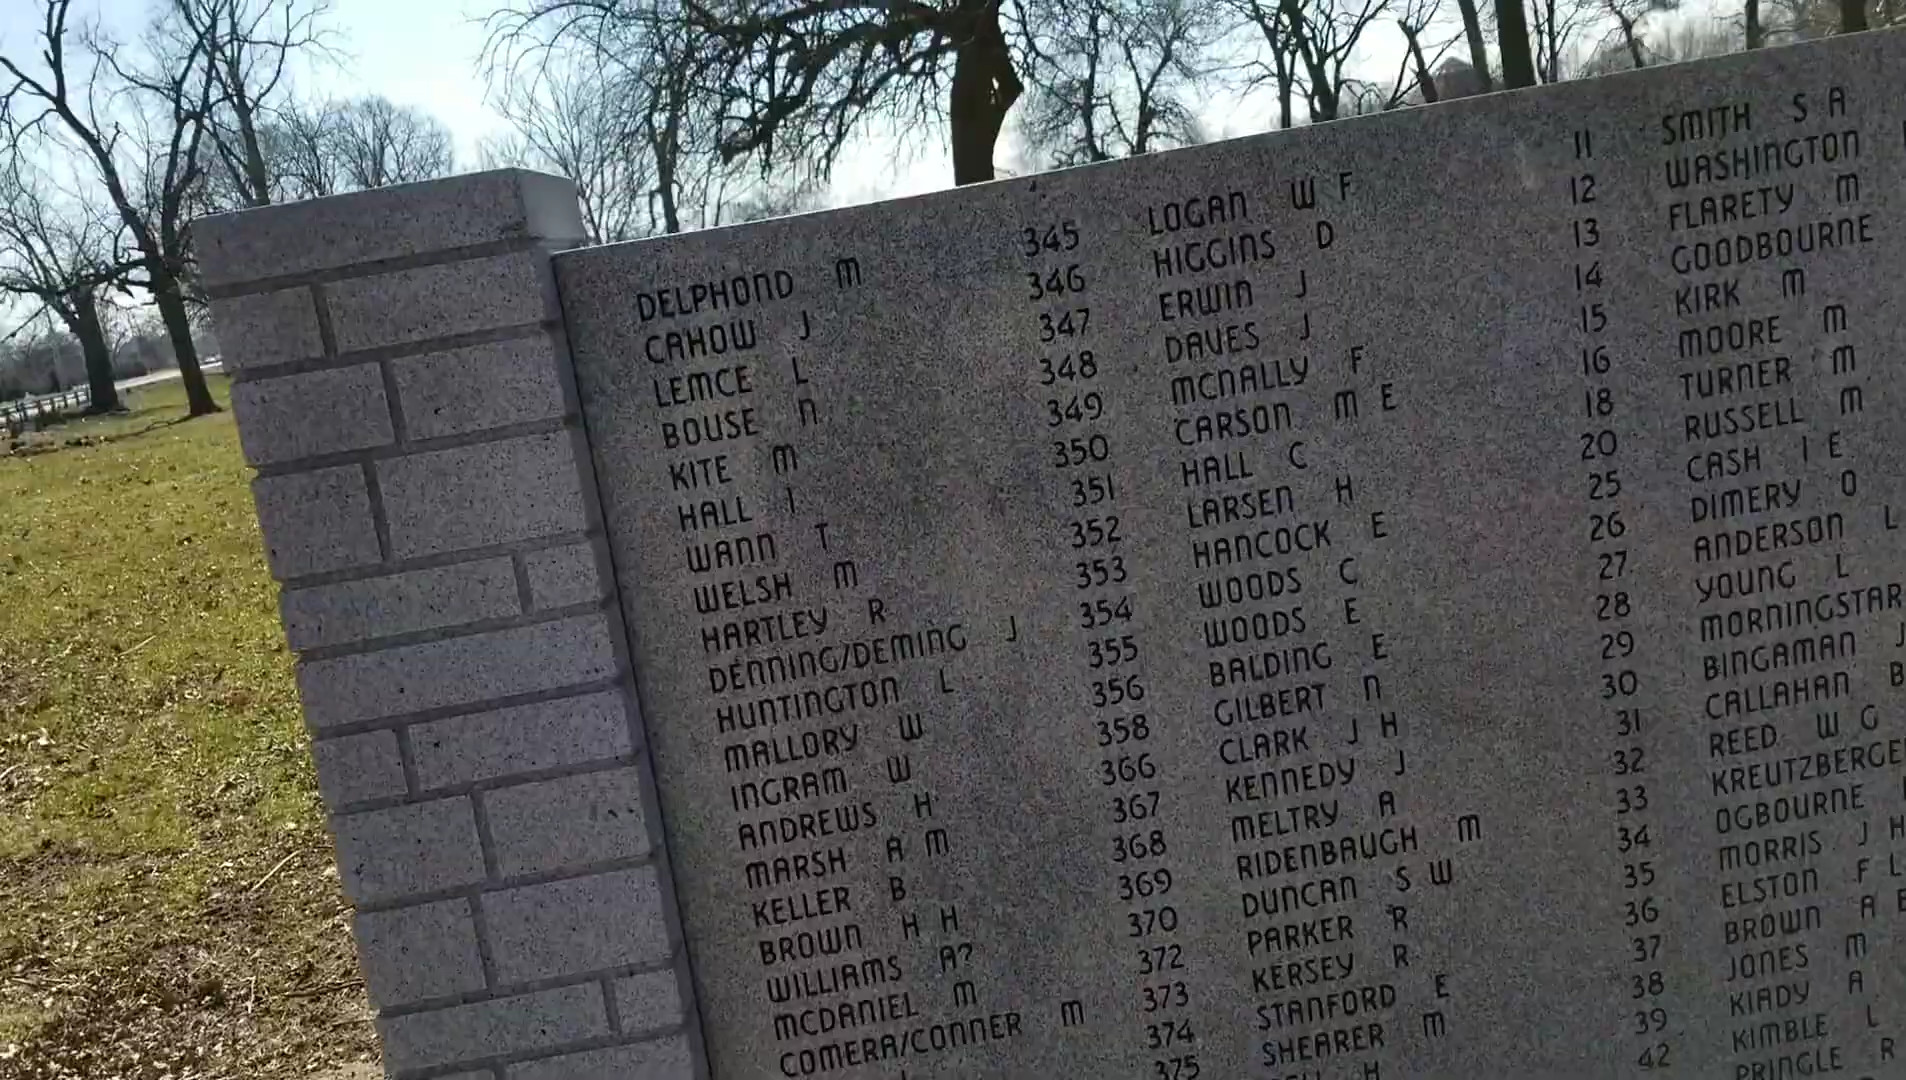 DELPHOND M 345 LOGAN W F 11 SMITH S A
CAHOW J 346 HIGGINS D 12 WASHINGTON
LEMCE L 347 ERWIN J 13 FLARETY M
BOUSE N 348 DAVES J 14 GOODBOURNE
KITE M 349 MCNALLY F 15 KIRK M
HALL I 350 CARSON M E 16 MOORE M
WANN T 351 HALL C 18 TURNER M
WELSH M 352 LARSEN H 20 RUSSELL M
HARTLEY R 353 HANCOCK E 25 CASH I E
DENNING/DEMING J 354 WOODS C 26 DIMERY O
HUNTINGTON L 355 WOODS E 27 ANDERSON L
MALLORY W 356 BALDING E 28 YOUNG L
INGRAM W 358 GILBERT N 29 MORNINGSTAR
ANDREWS H 366 CLARK J H 30 BINGAMAN J
MARSH A M 367 KENNEDY J 31 CALLAHAN B
KELLER B 368 MELTRY A 32 REED W G
BROWN H H 369 RIDENBAUGH M 33 KREUTZBERGE
WILLIAMS A? 370 DUNCAN S W 34 OGBOURNE
MCDANIEL M 372 PARKER R 35 MORRIS J H
COMERA/CONNER M 373 KERSEY R 36 ELSTON F L
374 STANFORD E 37 BROWN A E
375 SHEARER M 38 JONES M
H 39 KIADY A
42 KIMBLE L
PRINGLE R